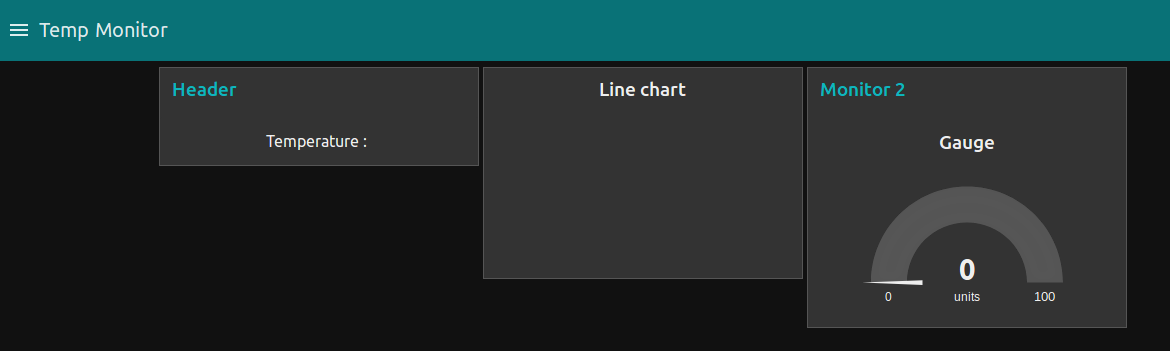 Temp Monitor
Header
Temperature :
Line chart
Monitor 2
Gauge
0
0 units 100